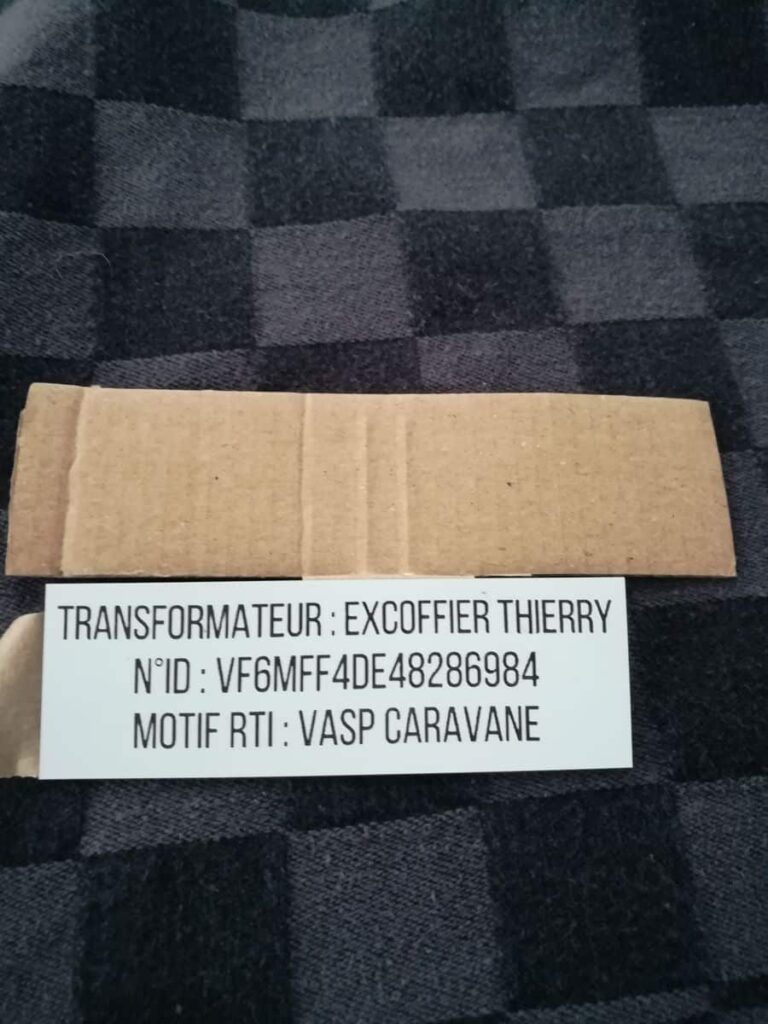 TRANSFORMATEUR : EXCOFFIER THIERRY
N°ID : VF6MFF4DE48286984
MOTIF RTI : VASP CARAVANE